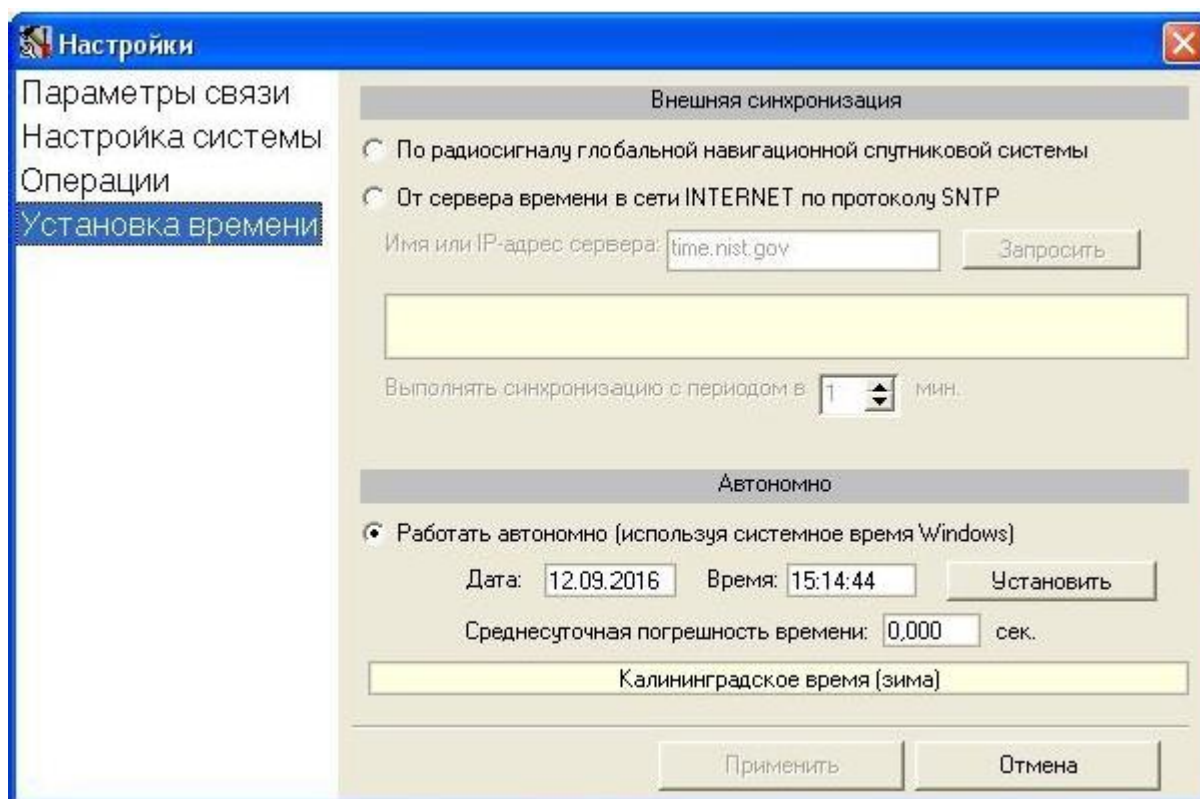 Настройки
Параметры связи
Настройка системы
Операции
Установка времени
Внешняя синхронизация
По радиосигналу глобальной навигационной спутниковой системы
От сервера времени в сети INTERNET по протоколу SNTP
Имя или IP-адрес сервера: time.nist.gov Запросить
Выполнять синхронизацию с периодом в 1 мин.
Автономно
Работать автономно (используя системное время Windows)
Дата: 12.09.2016 Время: 15:14:44 Установить
Среднесуточная погрешность времени: 0,000 сек.
Калининградское время (зима)
Применить Отмена